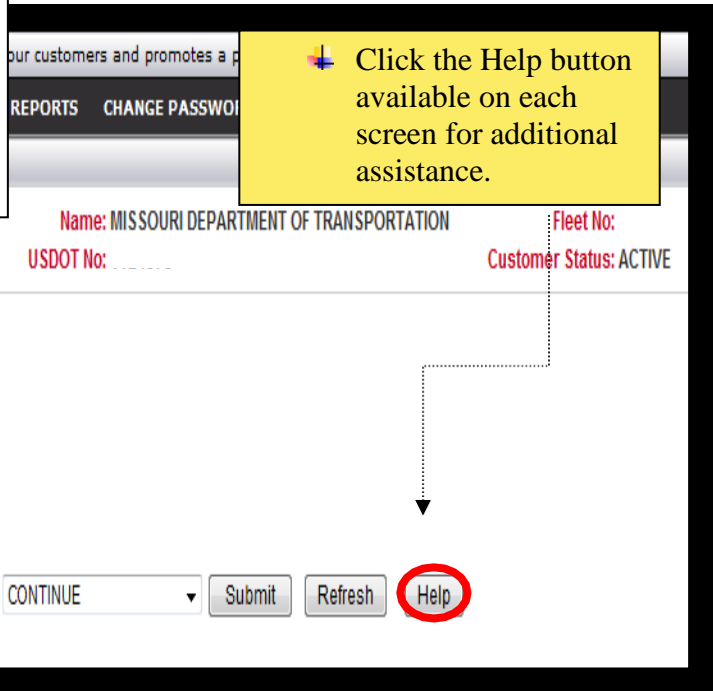 our customers and promotes a p
Click the Help button
available on each
screen for additional
assistance.
REPORTS CHANGE PASSWOR
Name: MISSOURI DEPARTMENT OF TRANSPORTATION Fleet No:
USDOT No: Customer Status: ACTIVE
CONTINUE Submit Refresh Help